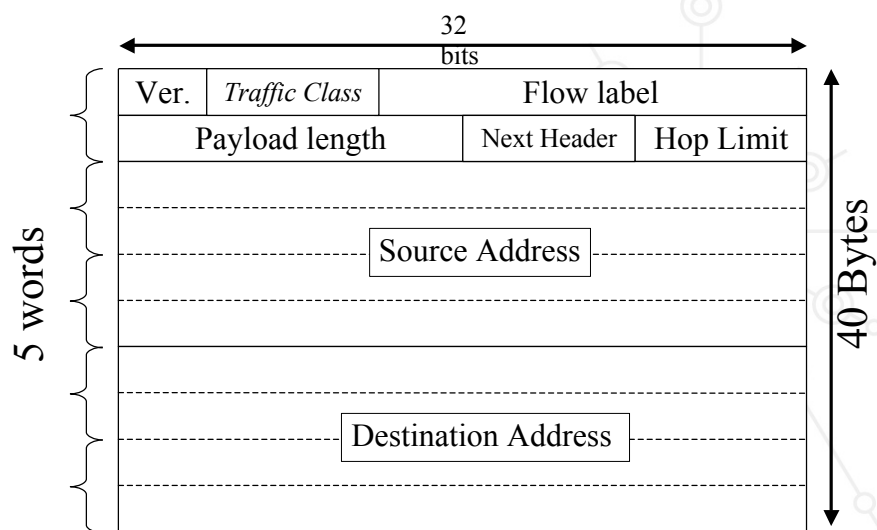 32
bits
Ver. Traffic Class Flow label
Payload length Next Header Hop Limit
Source Address
5 words
40 Bytes
Destination Address